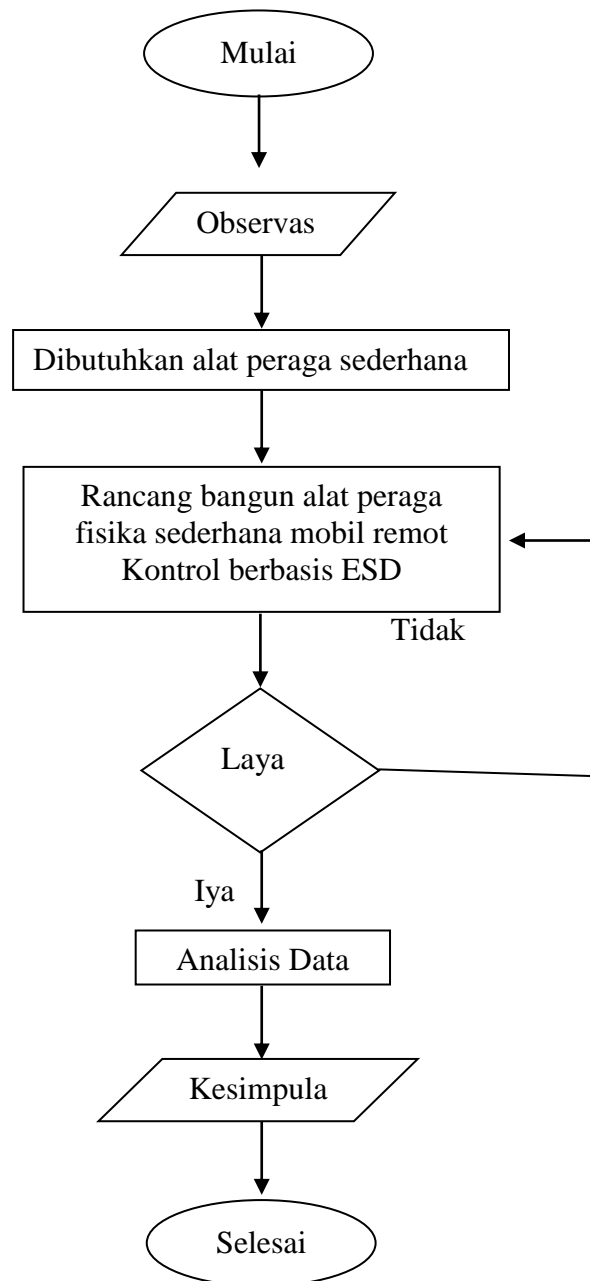 Mulai
Observas
Dibutuhkan alat peraga sederhana
Rancang bangun alat peraga
fisika sederhana mobil remot
Kontrol berbasis ESD
Tidak
Laya
Iya
Analisis Data
Kesimpula
Selesai